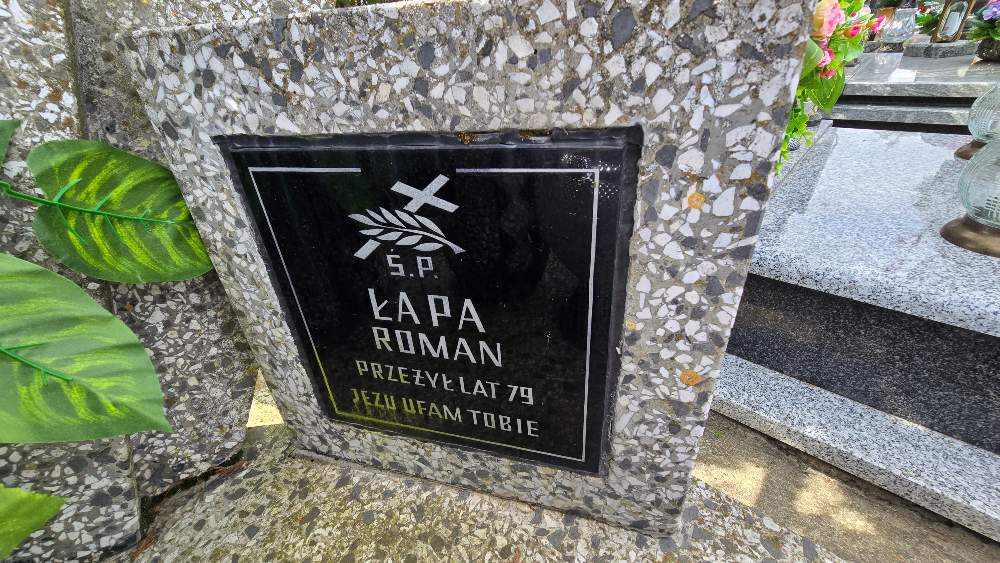 Ś.P.
ŁAPA
ROMAN
PRZEŻYŁ LAT 79
JEZU UFAM TOBIE